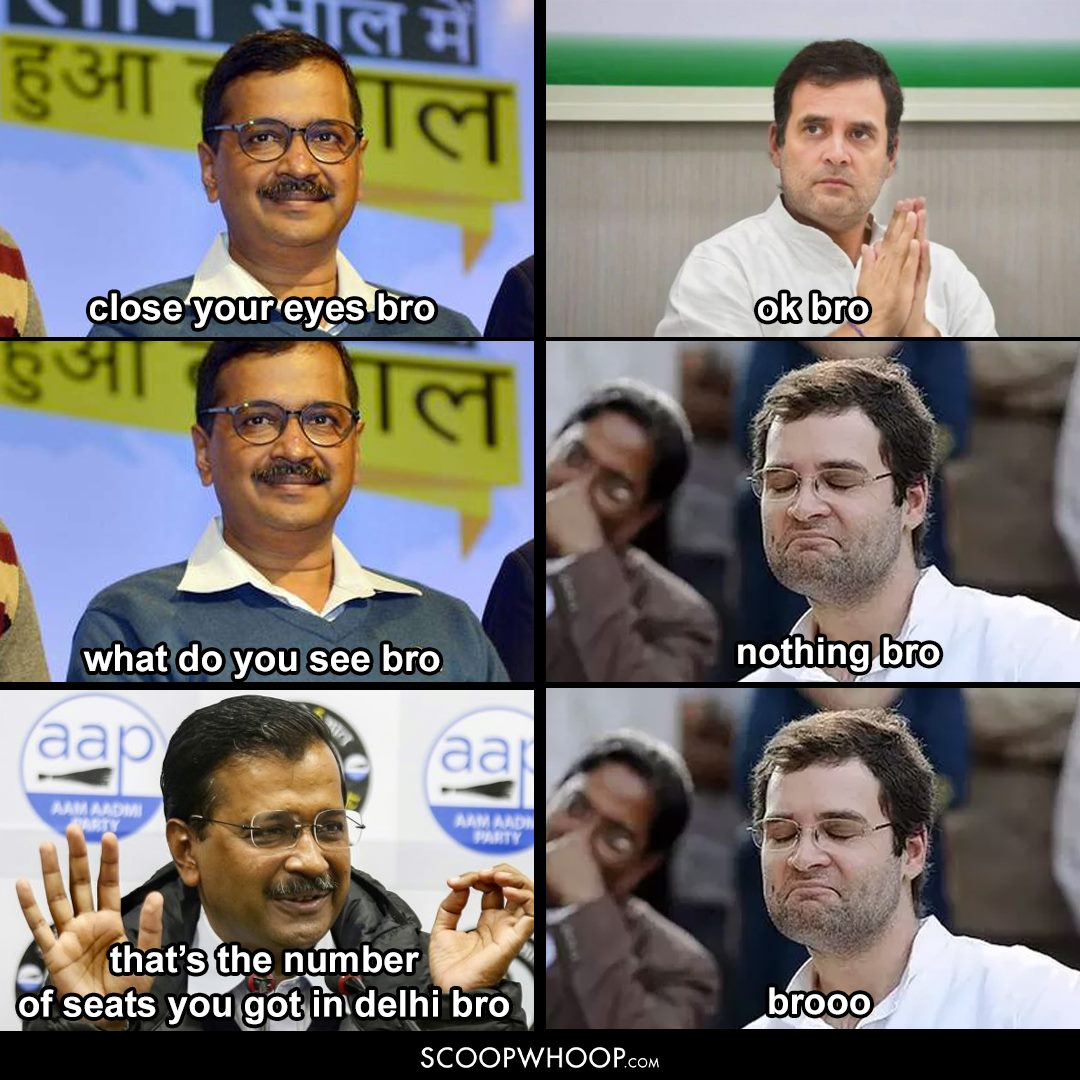 तीन साल में
हुआ
ाल
close your eyes bro
ok bro
हुआ
ाल
what do you see bro
nothing bro
aap
AAM AADMI
PARTY
aap
AAM AADMI
PARTY
that's the number
of seats you got in delhi bro
brooo
SCOOPWHOOP.COM